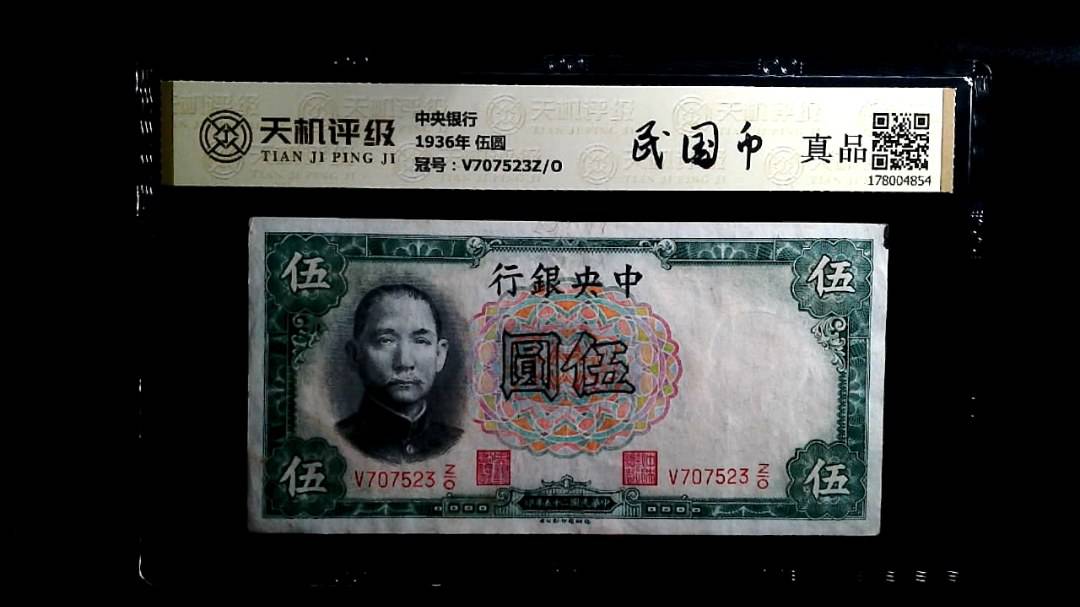 天机评级
TIAN JI PING JI
中央银行
1936年 伍圆
冠号：V707523Z/O
民国币
真品
178004854
伍
行銀央中
伍
圓伍
伍
V707523 Z/O
V707523 Z/O
伍